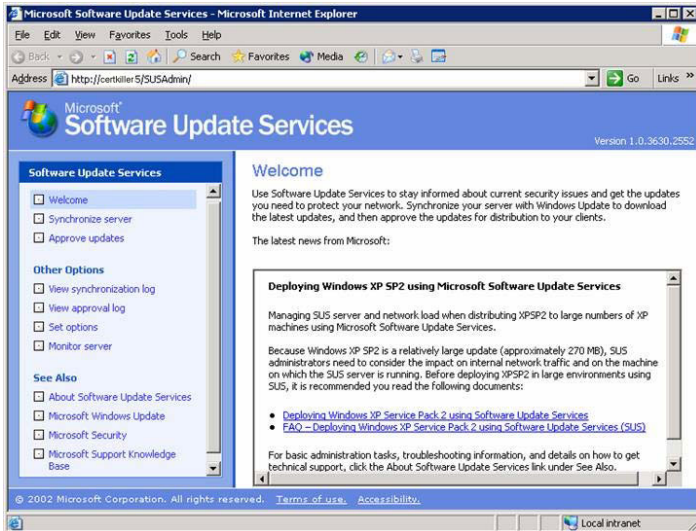 Microsoft Software Update Services - Microsoft Internet Explorer
File Edit View Favorites Tools Help
Back Search Favorites Media
Address http://certkiller5/SUSAdmin/ Go Links »
Microsoft®
Software Update Services
Version 1.0.3630.2552
Software Update Services
Welcome
Synchronize server
Approve updates
Other Options
View synchronization log
View approval log
Set options
Monitor server
See Also
About Software Update Services
Microsoft Windows Update
Microsoft Security
Microsoft Support Knowledge
Base
Welcome
Use Software Update Services to stay informed about current security issues and get the updates
you need to protect your network. Synchronize your server with Windows Update to download
the latest updates, and then approve the updates for distribution to your clients.
The latest news from Microsoft:
Deploying Windows XP SP2 using Microsoft Software Update Services
Managing SUS server and network load when distributing XPSP2 to large numbers of XP
machines using Microsoft Software Update Services.
Because Windows XP SP2 is a relatively large update (approximately 270 MB), SUS
administrators need to consider the impact on internal network traffic and on the machine
on which the SUS server is running. Before deploying XPSP2 in large environments using
SUS, it is recommended you read the following documents:
• Deploying Windows XP Service Pack 2 using Software Update Services
• FAQ – Deploying Windows XP Service Pack 2 using Software Update Services (SUS)
For basic administration tasks, troubleshooting information, and details on how to get
technical support, click the About Software Update Services link under See Also.
© 2002 Microsoft Corporation. All rights reserved. Terms of use. Accessibility.
Local intranet